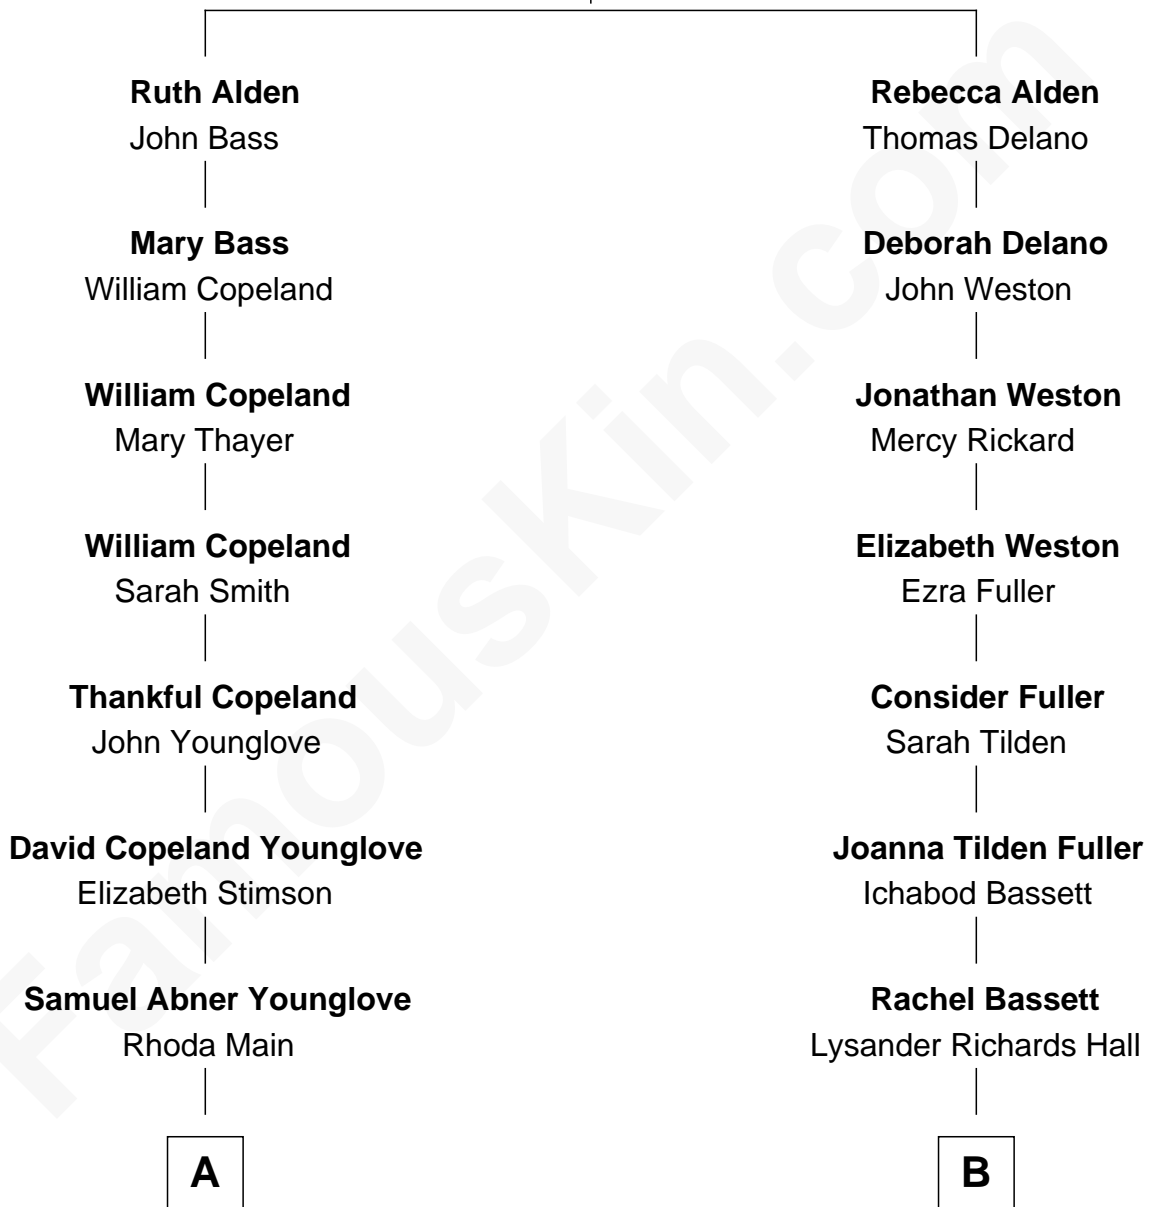 Ruth Alden
John Bass
Rebecca Alden
Thomas Delano
Mary Bass
William Copeland
Deborah Delano
John Weston
William Copeland
Mary Thayer
Jonathan Weston
Mercy Rickard
William Copeland
Sarah Smith
Elizabeth Weston
Ezra Fuller
Thankful Copeland
John Younglove
Consider Fuller
Sarah Tilden
David Copeland Younglove
Elizabeth Stimson
Joanna Tilden Fuller
Ichabod Bassett
Samuel Abner Younglove
Rhoda Main
Rachel Bassett
Lysander Richards Hall
A
B
FamousKin.com